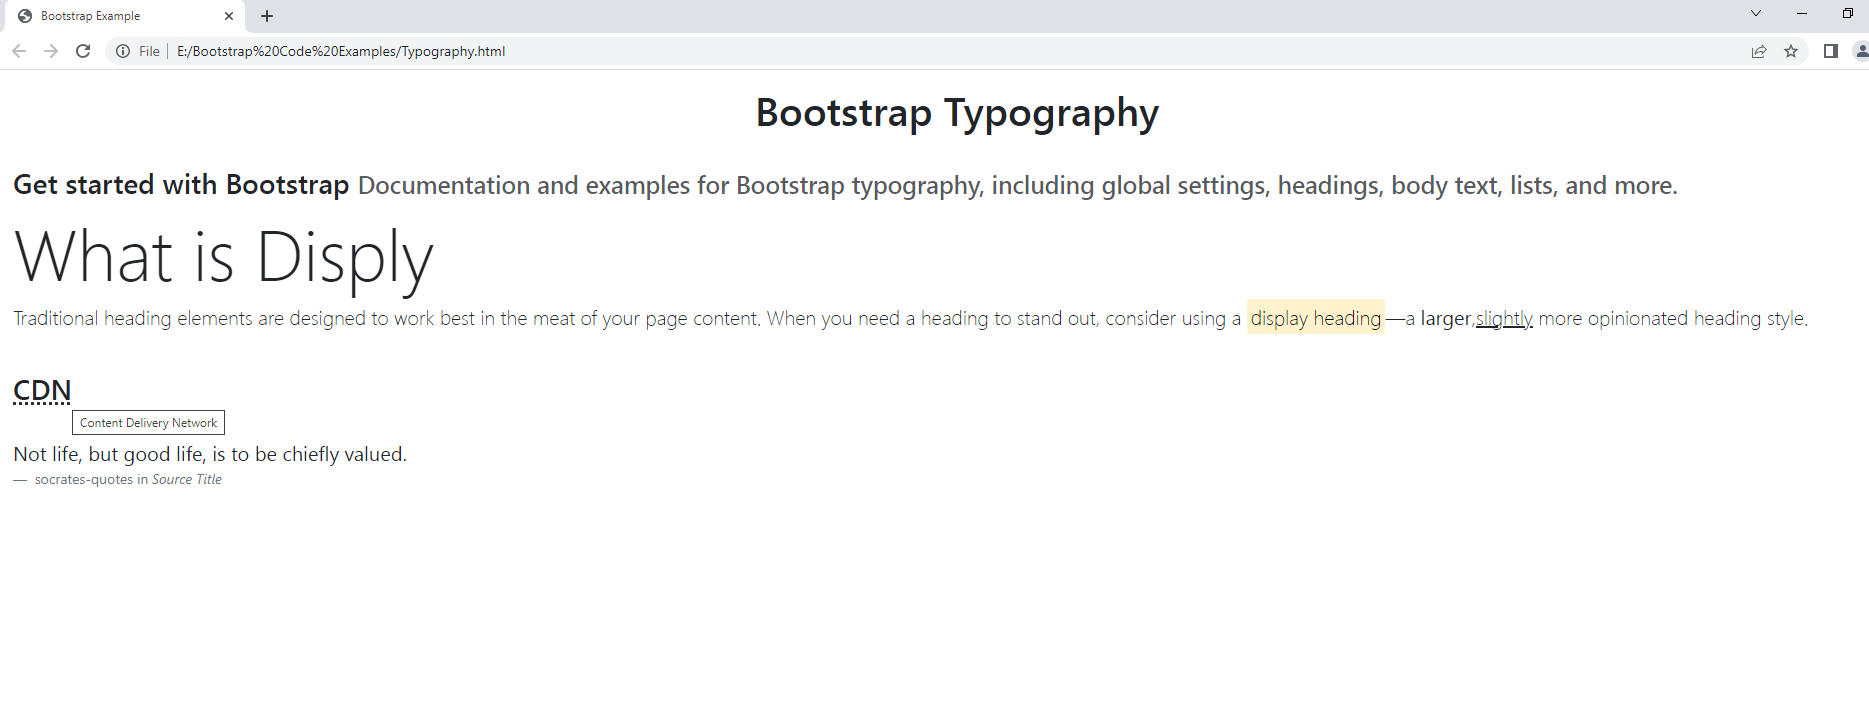 Bootstrap Example
File
E:/Bootstrap%20Code%20Examples/Typography.html
Bootstrap Typography
Get started with Bootstrap Documentation and examples for Bootstrap typography, including global settings, headings, body text, lists, and more.
What is Disply
Traditional heading elements are designed to work best in the meat of your page content. When you need a heading to stand out, consider using a display heading—a larger,slightly more opinionated heading style.
CDN
Content Delivery Network
Not life, but good life, is to be chiefly valued.
— socrates-quotes in Source Title